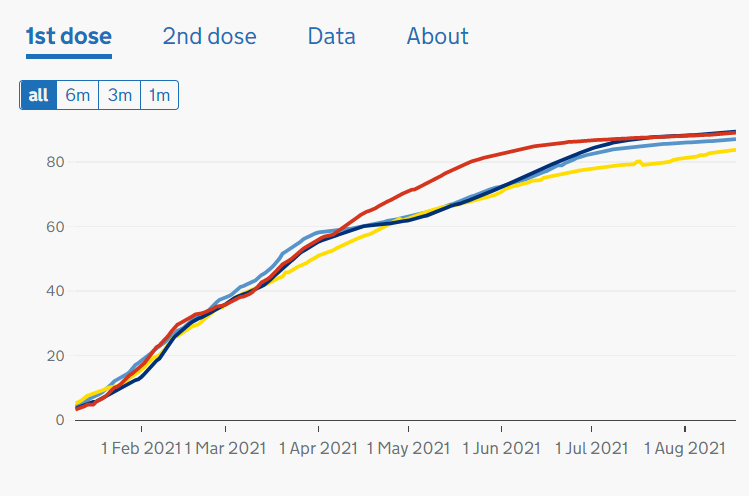 1st dose 2nd dose Data About
all 6m 3m 1m
80
60
40
20
0
1 Feb 2021 1 Mar 2021 1 Apr 2021 1 May 2021 1 Jun 2021 1 Jul 2021 1 Aug 2021